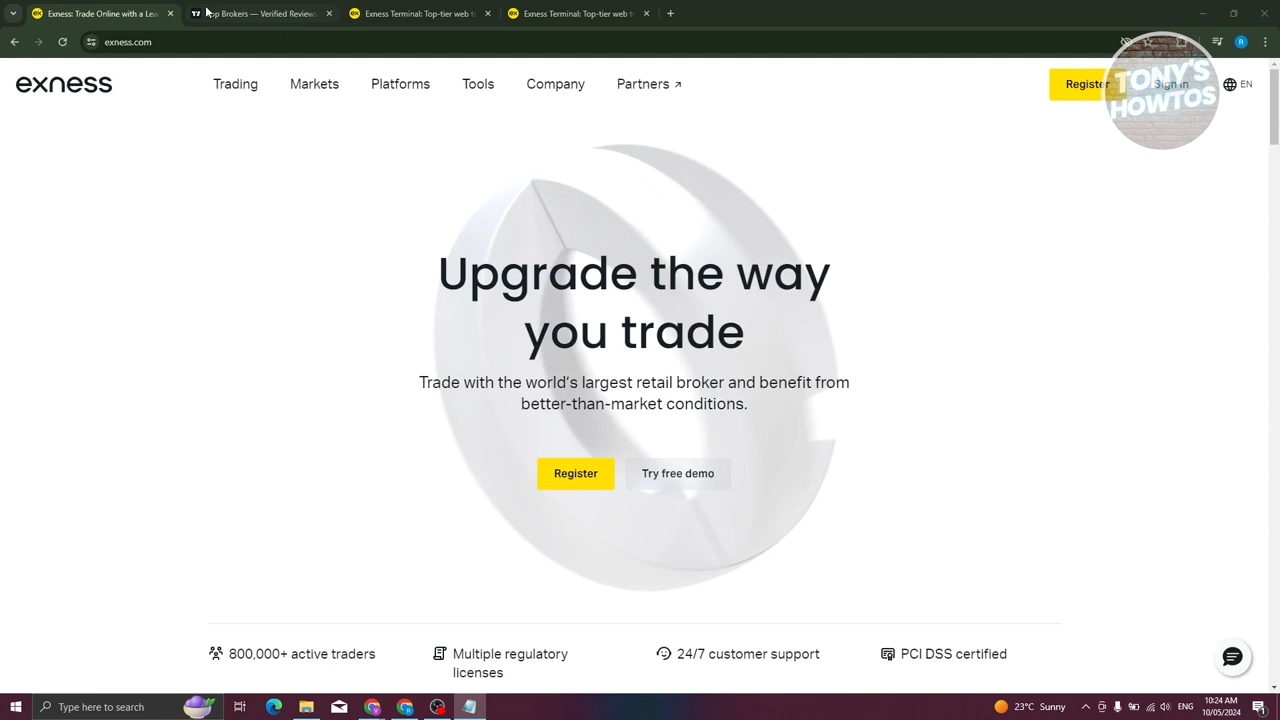 Exness: Trade Online with a Lea
Top Brokers — Verified Reviews
Exness Terminal: Top-tier web t
Exness Terminal: Top-tier web t
exness.com
exness
Trading
Markets
Platforms
Tools
Company
Partners ↗
Register
Sign in
EN
TONY'S
HOWTOS
Upgrade the way
you trade
Trade with the world's largest retail broker and benefit from
better-than-market conditions.
Register
Try free demo
800,000+ active traders
Multiple regulatory
licenses
24/7 customer support
PCI DSS certified
Type here to search
23°C Sunny
ENG
10:24 AM
10/05/2024